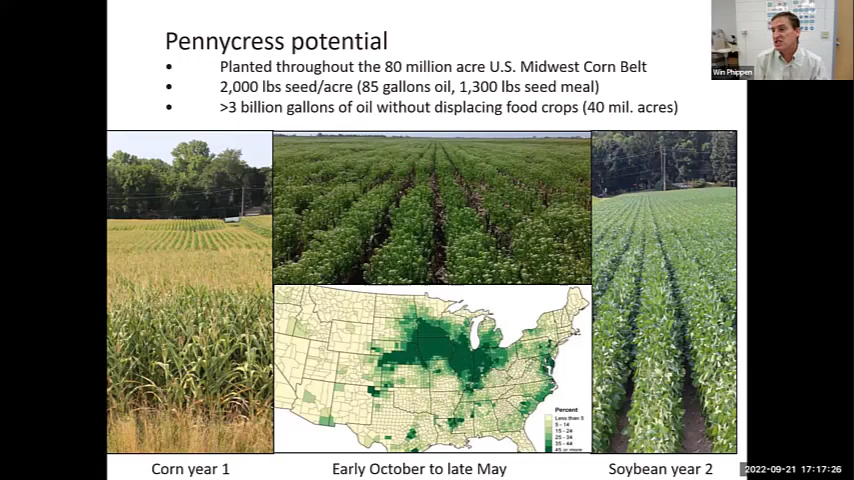 Pennycress potential
• Planted throughout the 80 million acre U.S. Midwest Corn Belt
• 2,000 lbs seed/acre (85 gallons oil, 1,300 lbs seed meal)
• >3 billion gallons of oil without displacing food crops (40 mil. acres)
Win Phippen
Percent
Less than 5
5 - 14
15 - 24
25 - 34
35 - 44
45 or more
Corn year 1
Early October to late May
Soybean year 2
2022-09-21 17:17:26